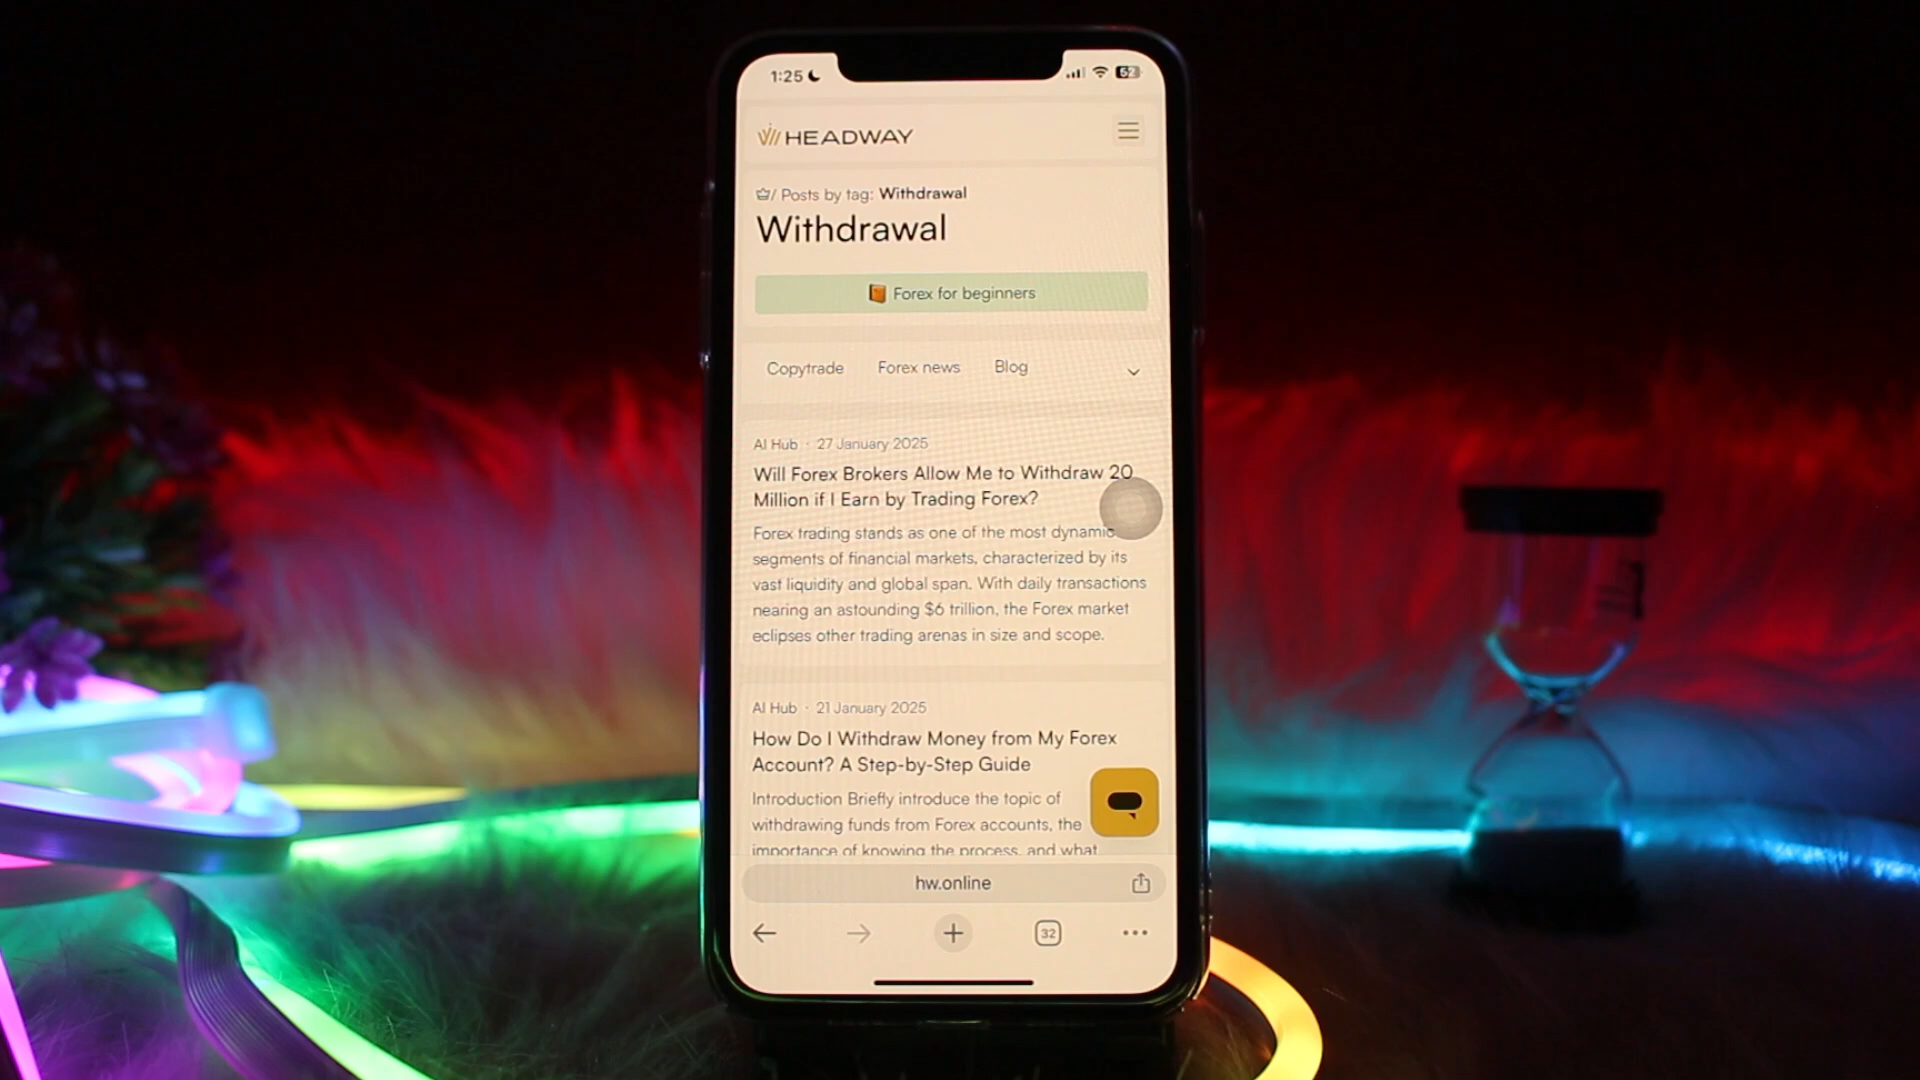 1:25
52
HEADWAY
/ Posts by tag: Withdrawal
Withdrawal
Forex for beginners
Copytrade Forex news Blog
AI Hub · 27 January 2025
Will Forex Brokers Allow Me to Withdraw 20
Million if I Earn by Trading Forex?
Forex trading stands as one of the most dynamic
segments of financial markets, characterized by its
vast liquidity and global span. With daily transactions
nearing an astounding $6 trillion, the Forex market
eclipses other trading arenas in size and scope.
AI Hub · 21 January 2025
How Do I Withdraw Money from My Forex
Account? A Step-by-Step Guide
Introduction Briefly introduce the topic of
withdrawing funds from Forex accounts, the
importance of knowing the process, and what
hw.online
32